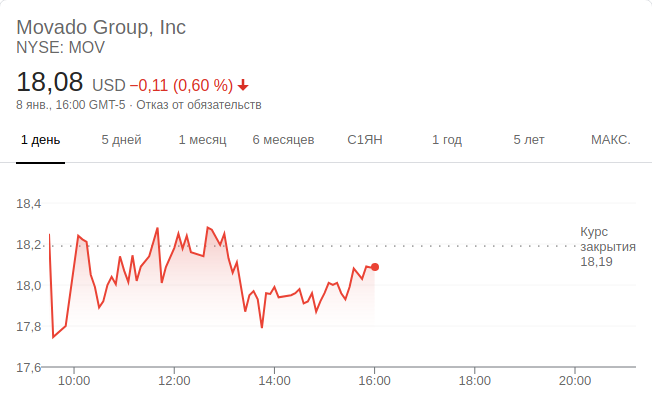 Movado Group, Inc
NYSE: MOV
18,08 USD −0,11 (0,60 %)
8 янв., 16:00 GMT-5 · Отказ от обязательств
1 день 5 дней 1 месяц 6 месяцев С1ЯН 1 год 5 лет МАКС.
18,4
18,2
18,0
17,8
17,6
Курс
закрытия
18,19
10:00 12:00 14:00 16:00 18:00 20:00